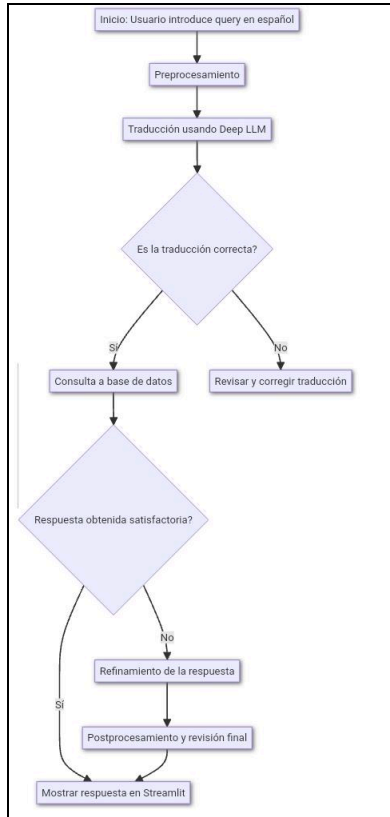 Inicio: Usuario introduce query en español
Preprocesamiento
Traducción usando Deep LLM
Es la traducción correcta?
Sí
No
Consulta a base de datos
Revisar y corregir traducción
Respuesta obtenida satisfactoria?
No
Refinamiento de la respuesta
Sí
Postprocesamiento y revisión final
Mostrar respuesta en Streamlit